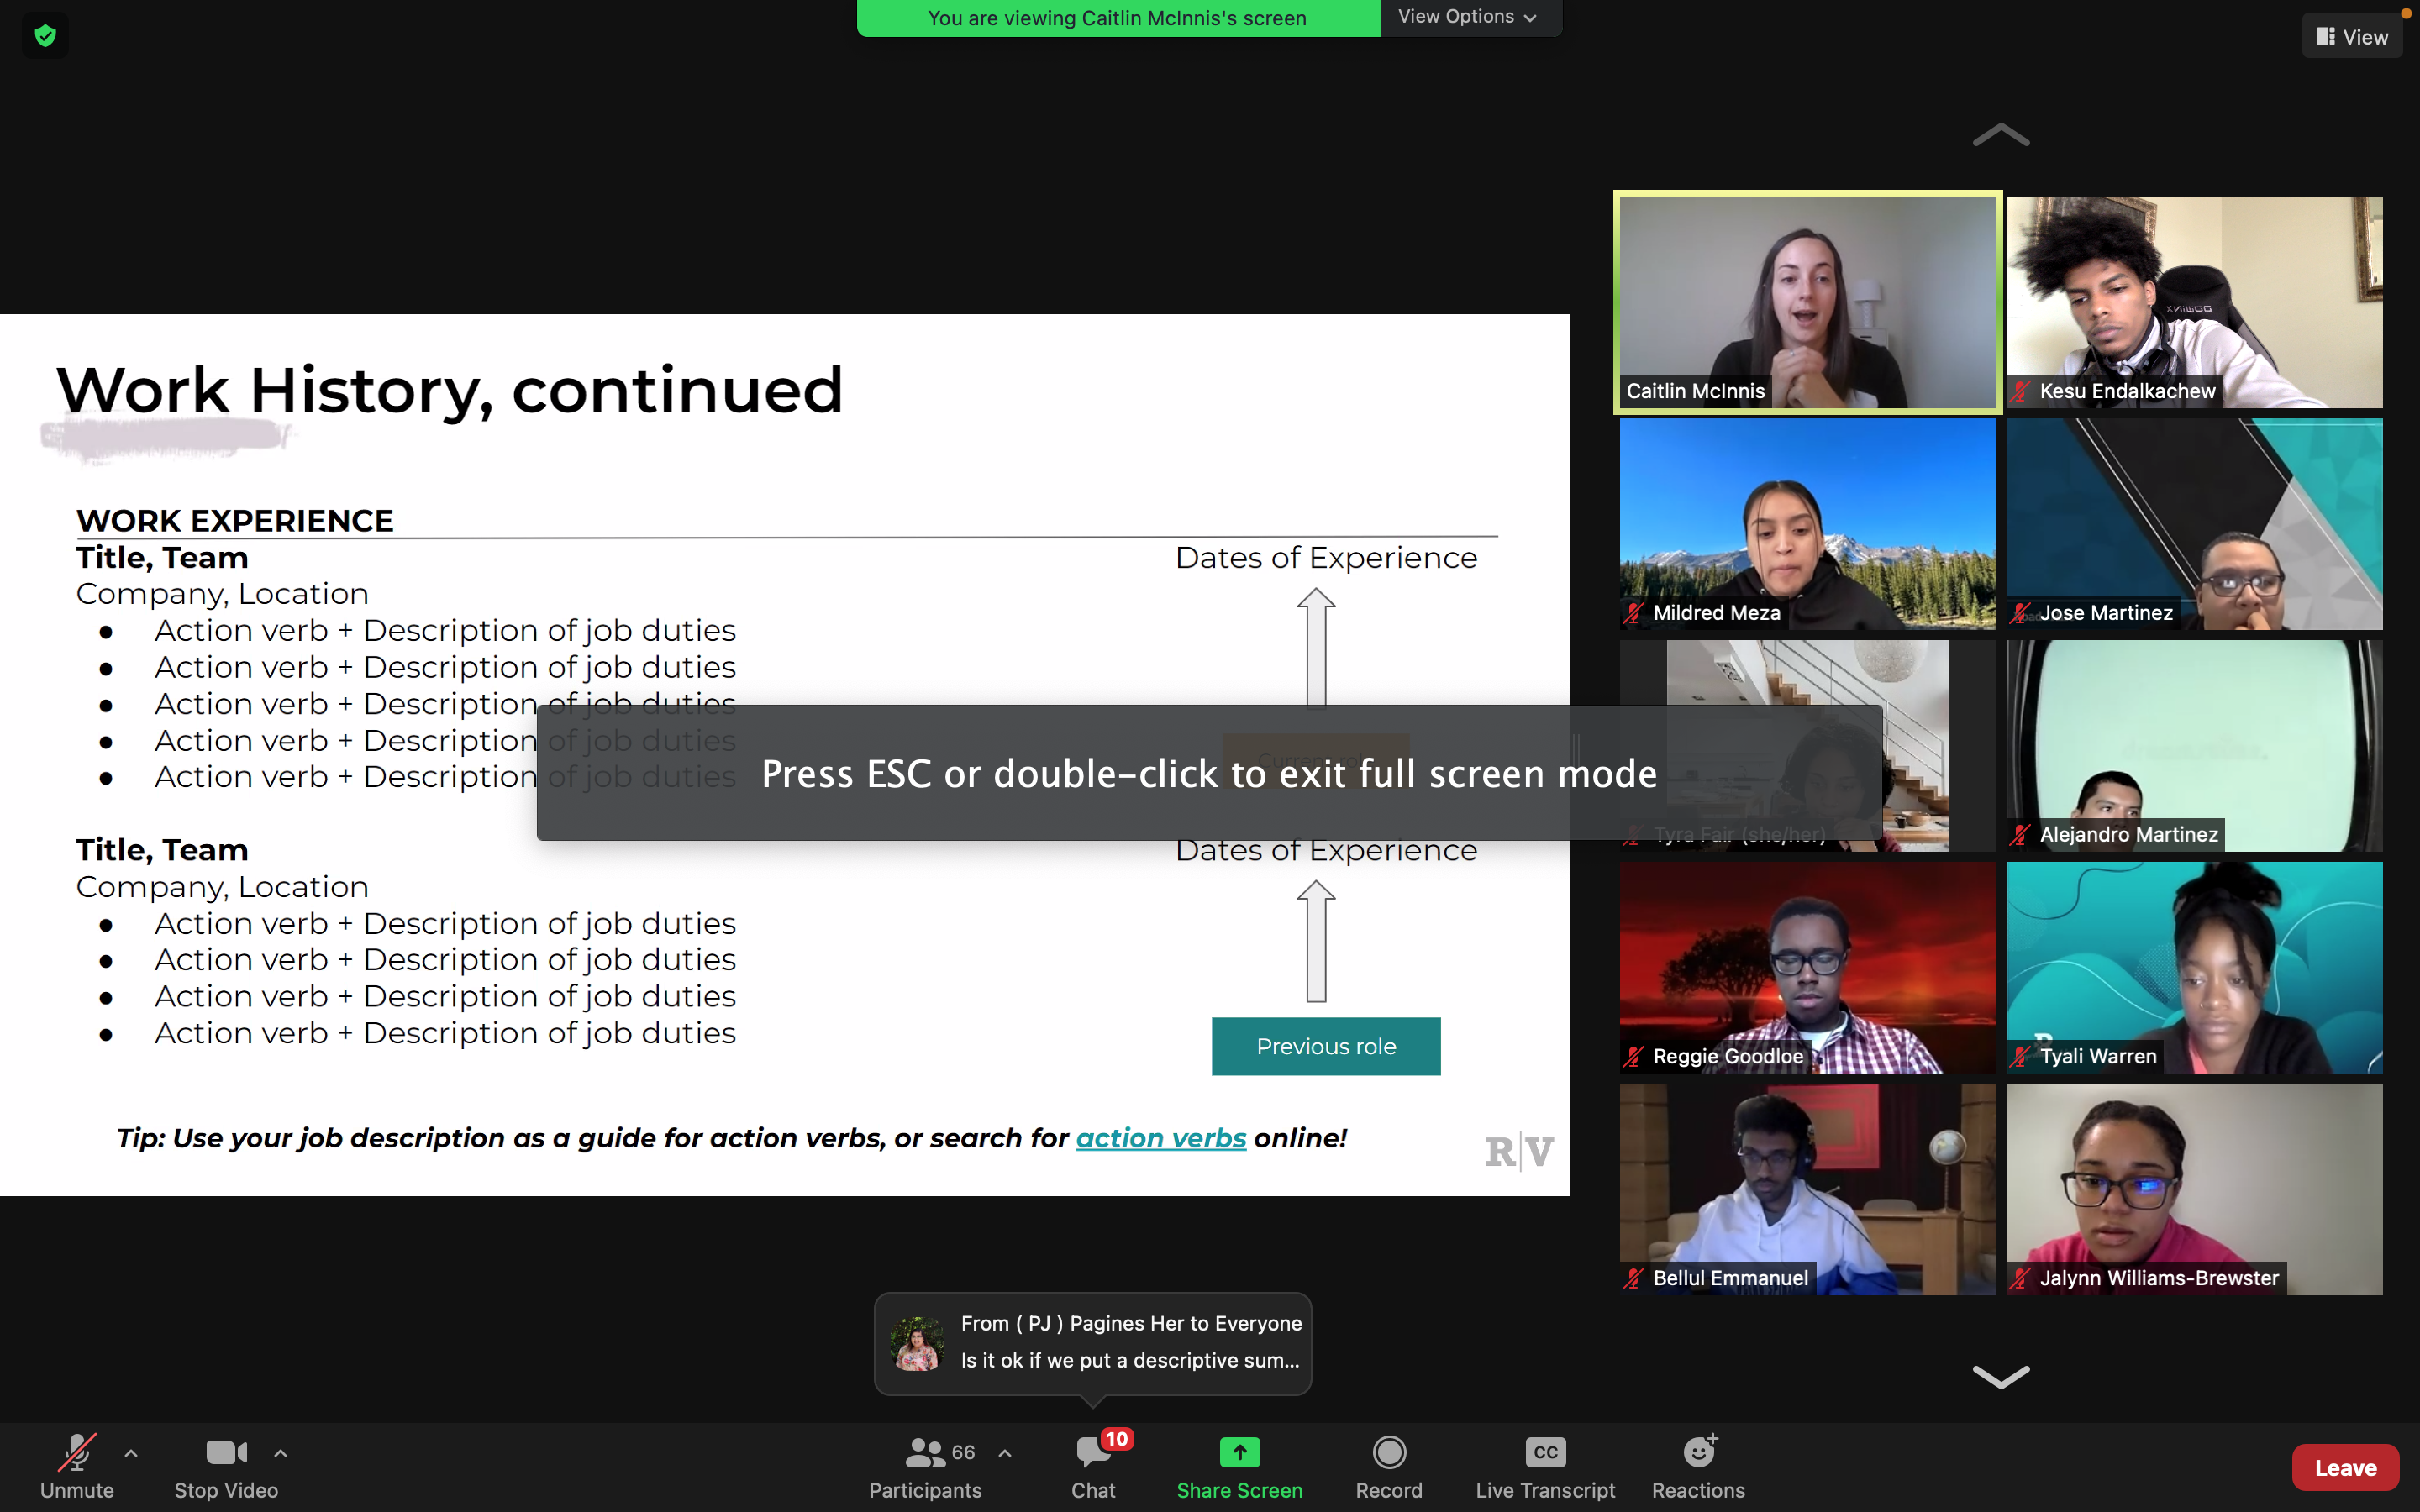 You are viewing Caitlin McInnis's screen
View Options
View
Work History, continued
WORK EXPERIENCE
Title, Team
Dates of Experience
Company, Location
● Action verb + Description of job duties
● Action verb + Description of job duties
● Action verb + Description of job duties
● Action verb + Description of job duties
● Action verb + Description of job duties
Current role
Press ESC or double-click to exit full screen mode
Title, Team
Dates of Experience
Company, Location
● Action verb + Description of job duties
● Action verb + Description of job duties
● Action verb + Description of job duties
● Action verb + Description of job duties
Previous role
Tip: Use your job description as a guide for action verbs, or search for action verbs online!
R|V
Caitlin McInnis
Kesu Endalkachew
Mildred Meza
Jose Martinez
Tyra Fair (she/her)
Alejandro Martinez
Reggie Goodloe
Tyali Warren
Bellul Emmanuel
Jalynn Williams-Brewster
From ( PJ ) Pagines Her to Everyone
Is it ok if we put a descriptive sum...
Unmute
Stop Video
66
Participants
10
Chat
Share Screen
Record
CC
Live Transcript
Reactions
Leave